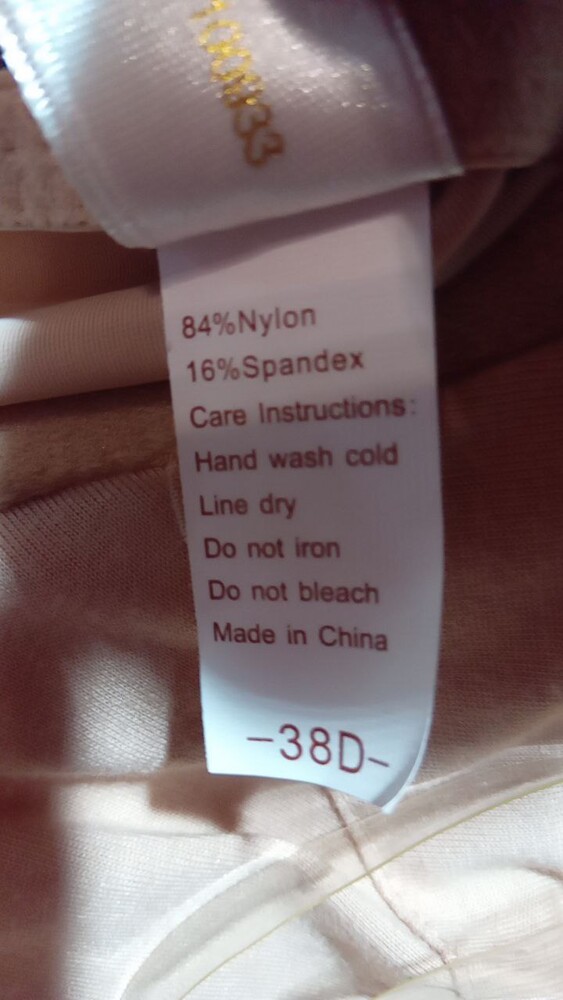 84%Nylon
16%Spandex
Care Instructions:
Hand wash cold
Line dry
Do not iron
Do not bleach
Made in China
-38D-